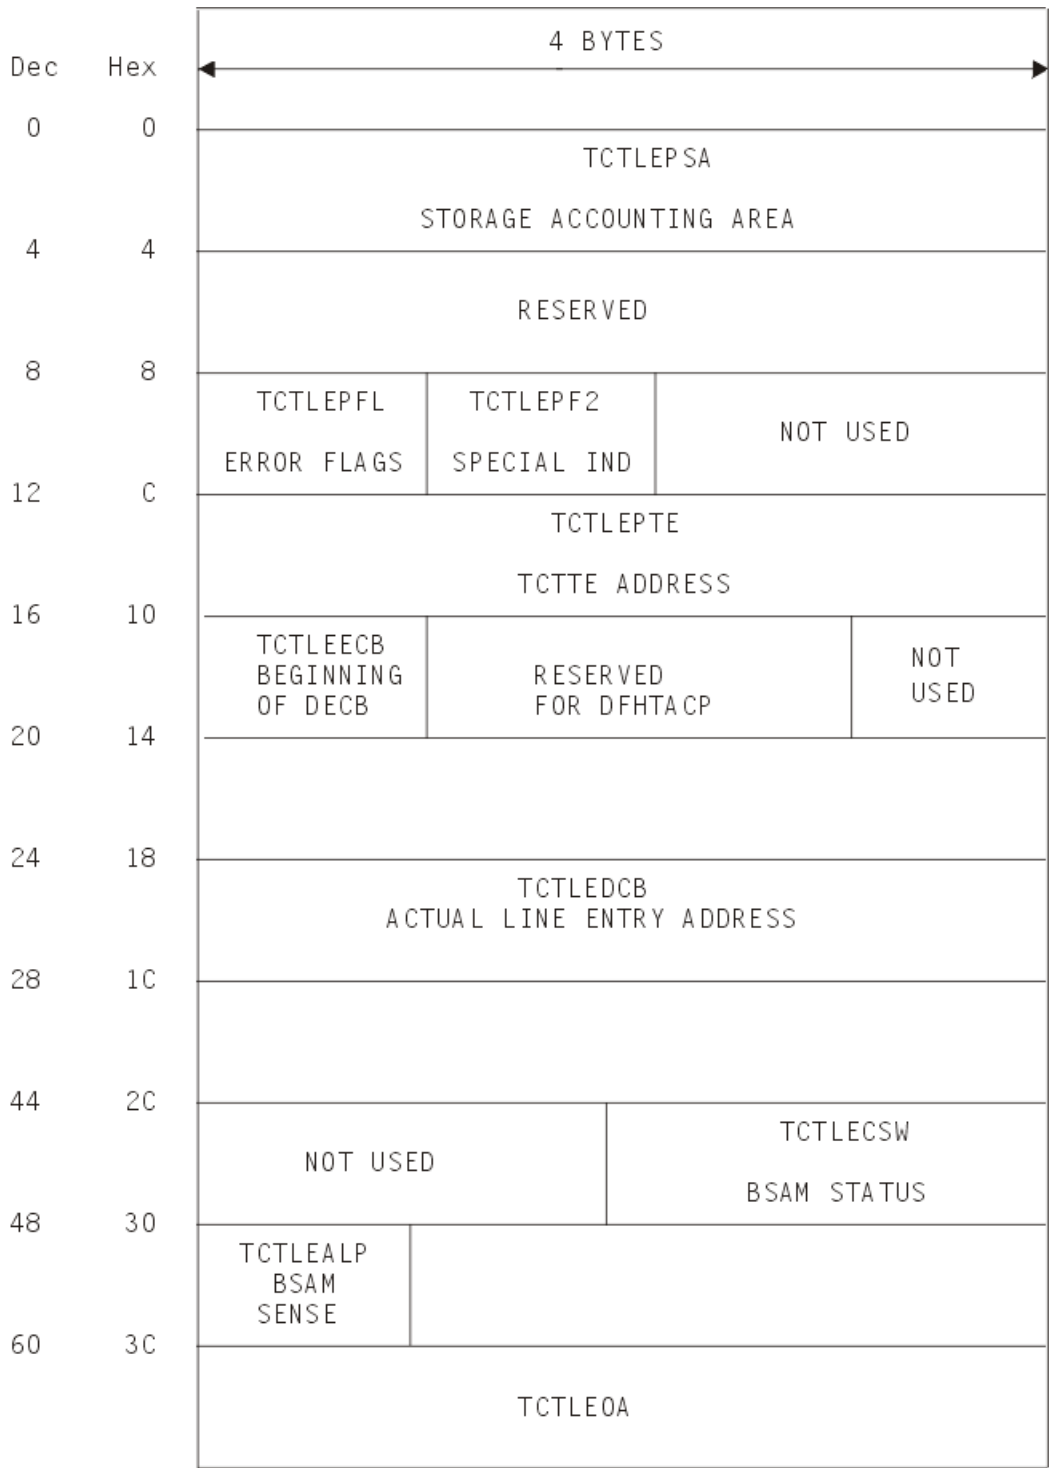 4 BYTES
Dec Hex
0 0
TCTLEPSA
STORAGE ACCOUNTING AREA
4 4
RESERVED
8 8
TCTLEPFL TCTLEPF2
NOT USED
ERROR FLAGS SPECIAL IND
12 C
TCTLEPTE
TCTTE ADDRESS
16 10
TCTLEECB
BEGINNING
OF DECB
RESERVED
FOR DFHTACP
NOT
USED
20 14
24 18
TCTLEDCB
ACTUAL LINE ENTRY ADDRESS
28 1C
44 2C
NOT USED
TCTLECSW
BSAM STATUS
48 30
TCTLEALP
BSAM
SENSE
60 3C
TCTLEOA